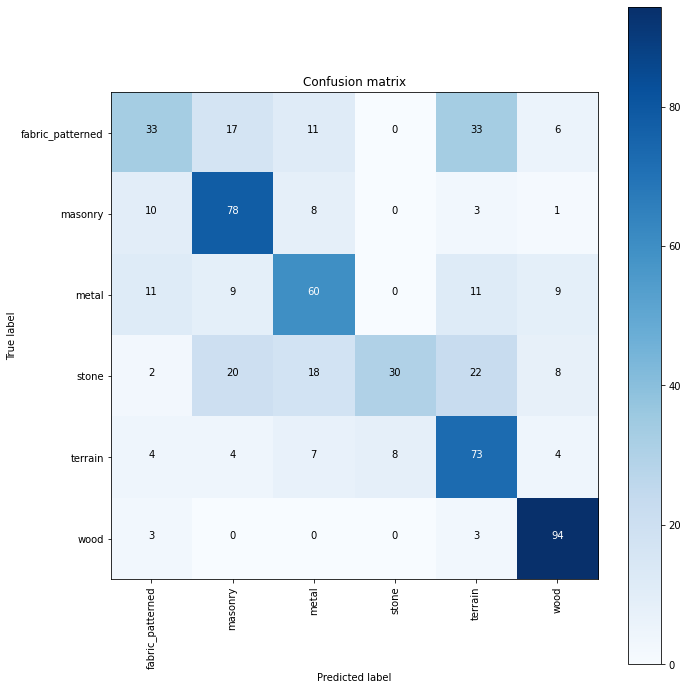 Confusion matrix
fabric_patterned 33 17 11 0 33 6
masonry 10 78 8 0 3 1
metal 11 9 60 0 11 9
stone 2 20 18 30 22 8
terrain 4 4 7 8 73 4
wood 3 0 0 0 3 94
fabric_patterned masonry metal stone terrain wood
True label
Predicted label
80
60
40
20
0